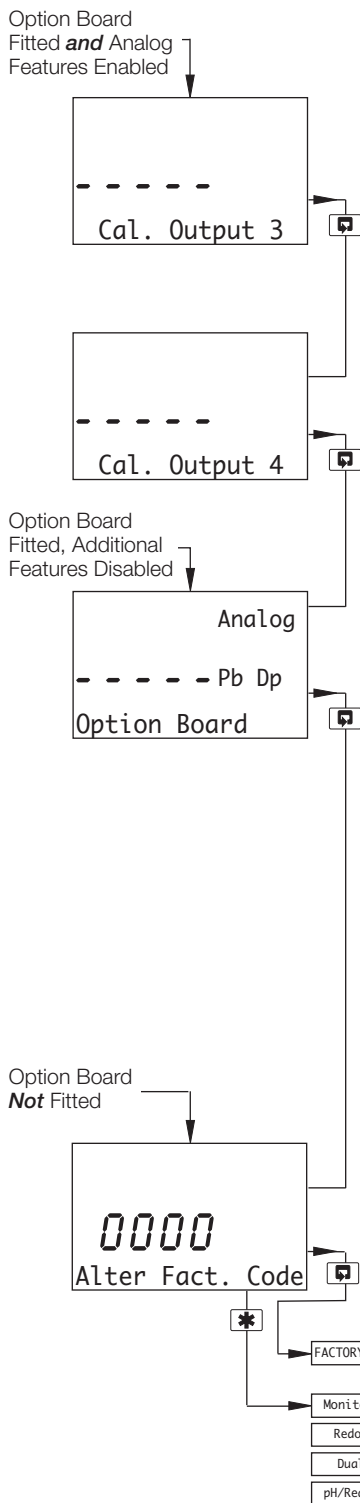 Option Board
Fitted and Analog
Features Enabled
- - - - -
Cal. Output 3
- - - - -
Cal. Output 4
Option Board
Fitted, Additional
Features Disabled
Analog
- - - - - Pb Dp
Option Board
Option Board
Not Fitted
0000
Alter Fact. Code
FACTORY